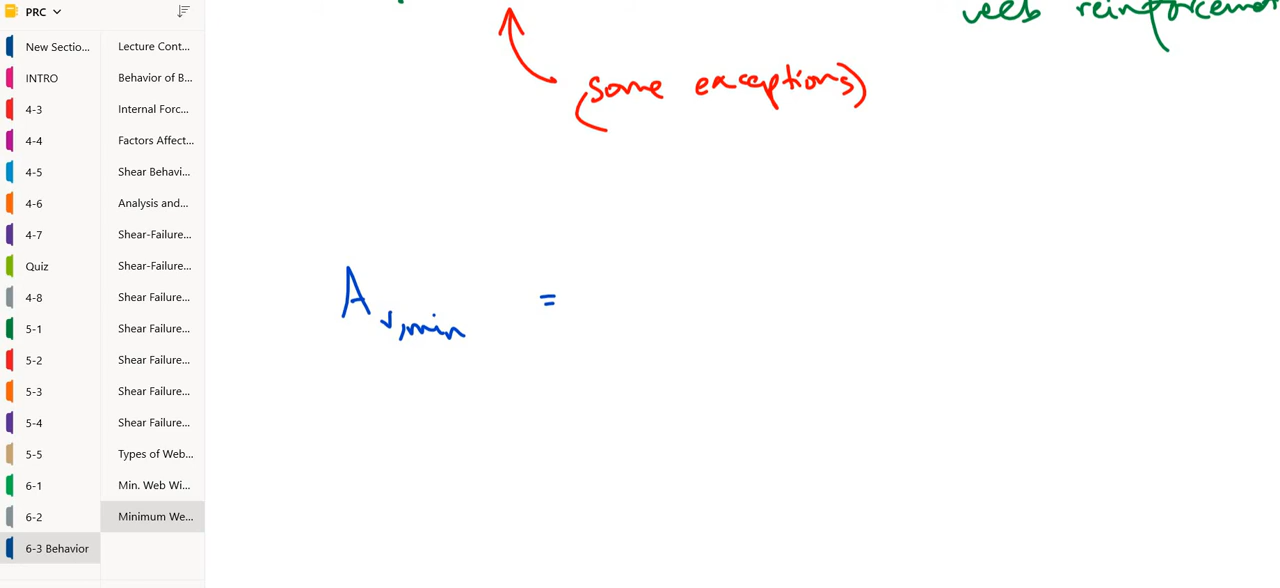 PRC
New Sectio...
INTRO
4-3
4-4
4-5
4-6
4-7
Quiz
4-8
5-1
5-2
5-3
5-4
5-5
6-1
6-2
6-3 Behavior
Lecture Cont...
Behavior of B...
Internal Forc...
Factors Affect...
Shear Behavi...
Analysis and...
Shear-Failure...
Shear-Failure...
Shear Failure...
Shear Failure...
Shear Failure...
Shear Failure...
Shear Failure...
Types of Web...
Min. Web Wi...
Minimum We...
web reinforcement
(some exceptions)
A v,min =